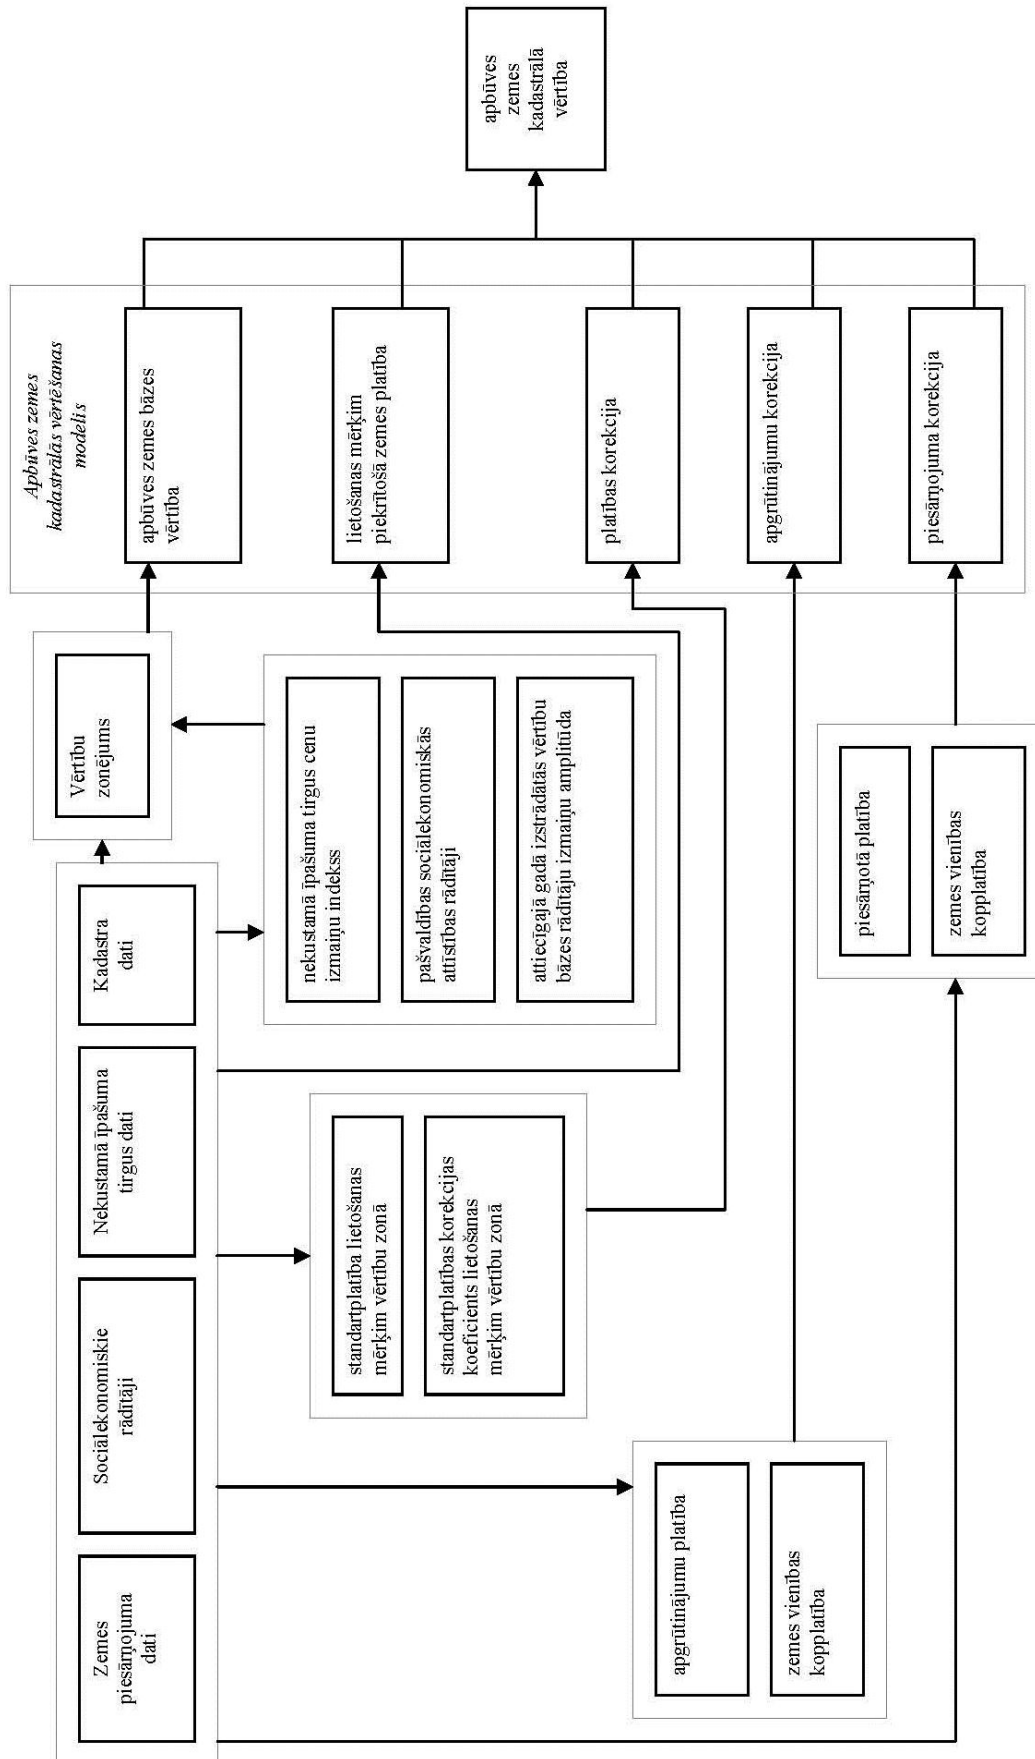 Zemes
piesārņojuma
dati
Sociālekonomiskie
rādītāji
Nekustamā īpašuma
tirgus dati
Kadastra
dati
Vērtību
zonējums
nekustamā īpašuma tirgus cenu
izmaiņu indekss
pašvaldības sociālekonomiskās
attīstības rādītāji
attiecīgajā gadā izstrādātās vērtību
bāzes rādītāju izmaiņu amplitūda
standartplatība lietošanas
mērķim vērtību zonā
standartplatības korekcijas
koeficients lietošanas
mērķim vērtību zonā
apgrūtinājumu platība
zemes vienības
kopplatība
piesārņotā platība
zemes vienības
kopplatība
Apbūves zemes
kadastrālās vērtēšanas
modelis
apbūves zemes bāzes
vērtība
lietošanas mērķim
piekrītošā zemes platība
platības korekcija
apgrūtinājumu korekcija
piesārņojuma korekcija
apbūves
zemes
kadastrālā
vērtība